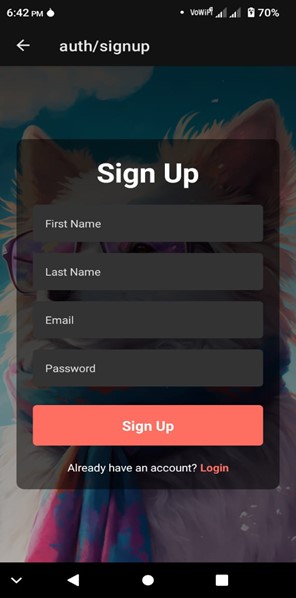 6:42 PM VoWiFi 70%
auth/signup
Sign Up
First Name
Last Name
Email
Password
Sign Up
Already have an account? Login